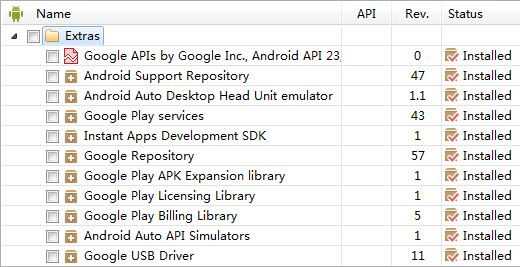 Name API Rev. Status
Extras
Google APIs by Google Inc., Android API 23, 0 Installed
Android Support Repository 47 Installed
Android Auto Desktop Head Unit emulator 1.1 Installed
Google Play services 43 Installed
Instant Apps Development SDK 1 Installed
Google Repository 57 Installed
Google Play APK Expansion library 1 Installed
Google Play Licensing Library 1 Installed
Google Play Billing Library 5 Installed
Android Auto API Simulators 1 Installed
Google USB Driver 11 Installed